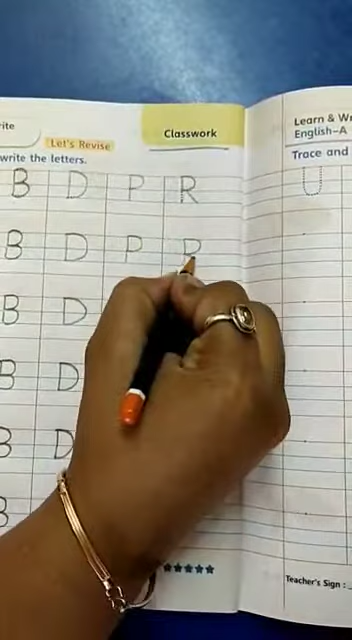 rite
Let's Revise
Classwork
write the letters.
B D P R
B D P R
B D
B D
B D
B
Learn & Wr
English-A
Trace and
U
Teacher's Sign :